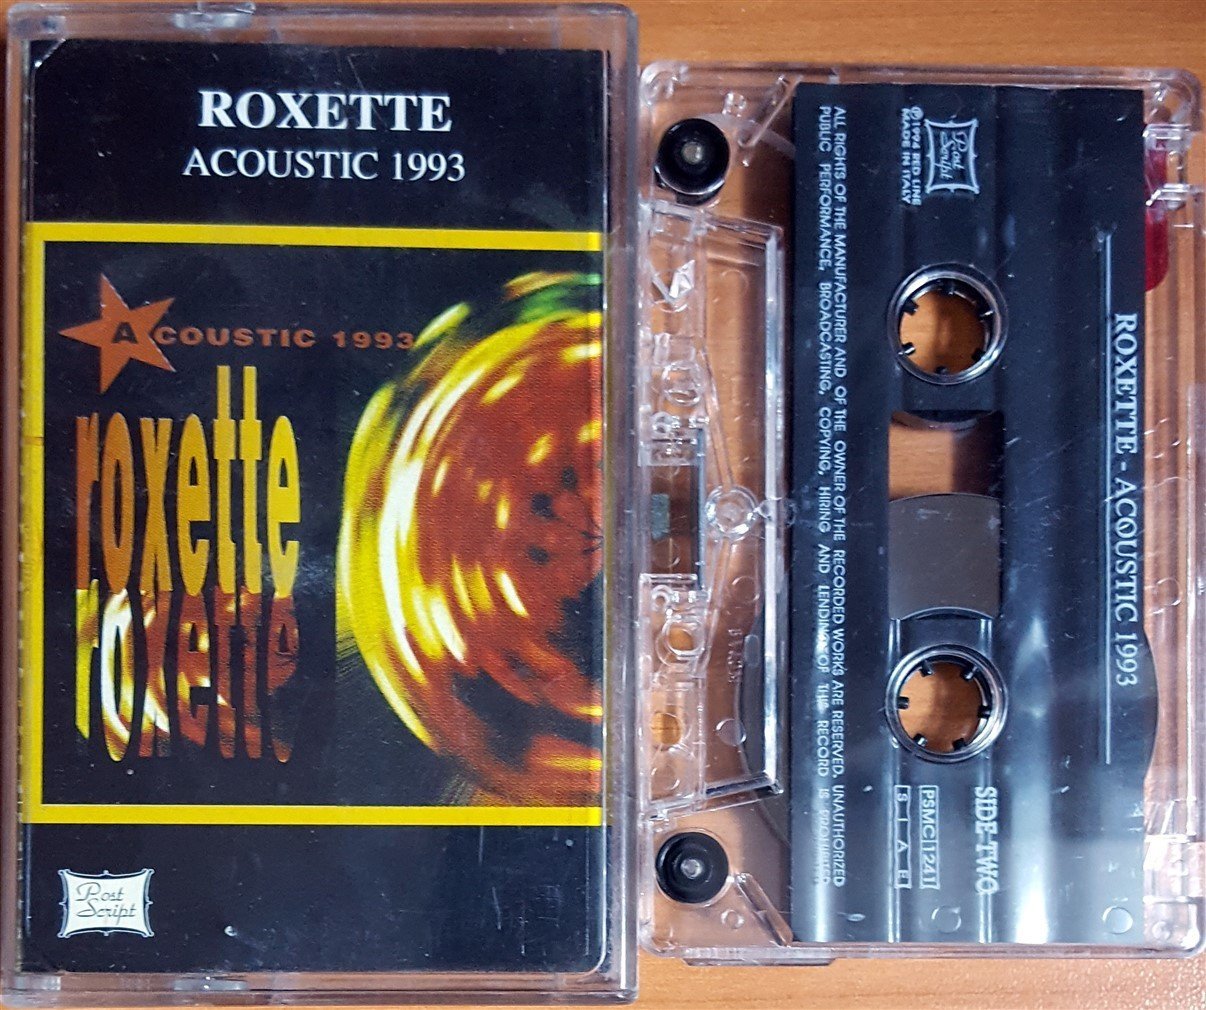 ROXETTE
ACOUSTIC 1993
ACOUSTIC 1993
roxette
roxette
Post
Script
Post
Script
℗ 1994 RED LINE
MADE IN ITALY
ALL RIGHTS OF THE MANUFACTURER AND OF THE OWNER OF THE RECORDED WORKS ARE RESERVED. UNAUTHORIZED
PUBLIC PERFORMANCE, BROADCASTING, COPYING, HIRING AND LENDING OF THIS RECORD IS PROHIBITED
ROXETTE - ACOUSTIC 1993
SIDE TWO
PSMC 1241
SIAE